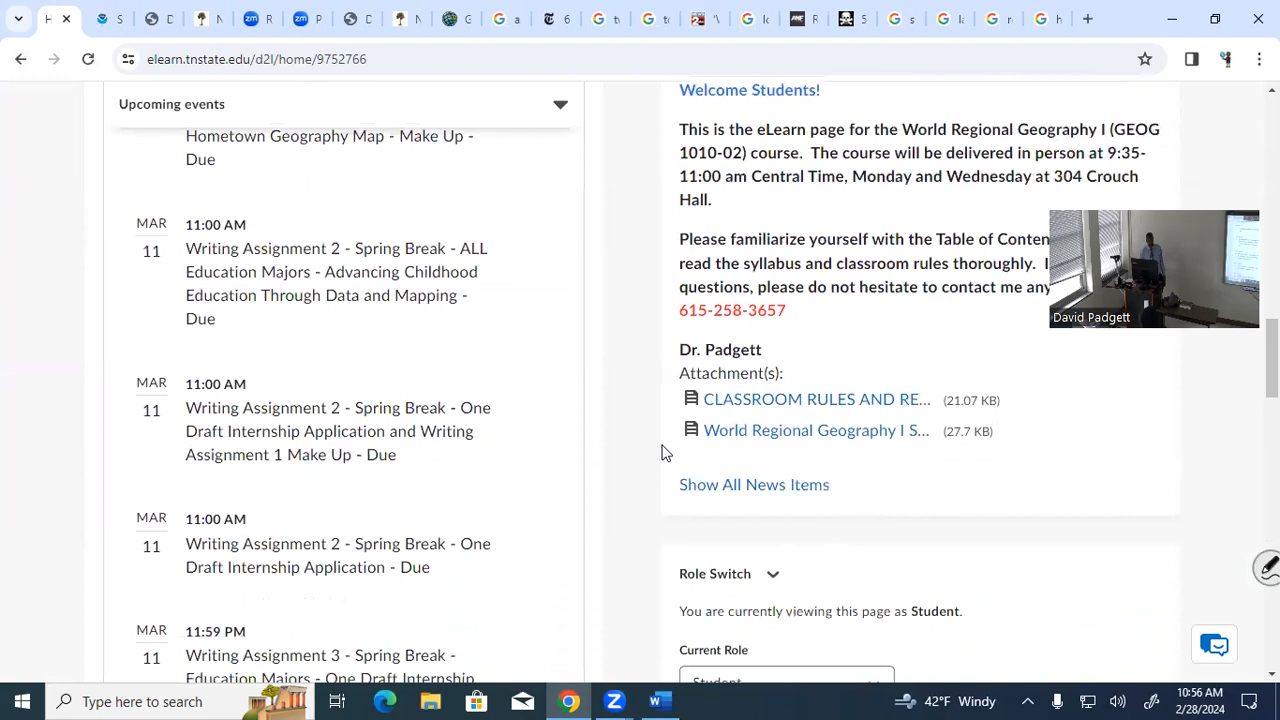 elearn.tnstate.edu/d2l/home/9752766
Upcoming events
Hometown Geography Map - Make Up -
Due
MAR
11
11:00 AM
Writing Assignment 2 - Spring Break - ALL
Education Majors - Advancing Childhood
Education Through Data and Mapping -
Due
MAR
11
11:00 AM
Writing Assignment 2 - Spring Break - One
Draft Internship Application and Writing
Assignment 1 Make Up - Due
MAR
11
11:00 AM
Writing Assignment 2 - Spring Break - One
Draft Internship Application - Due
MAR
11
11:59 PM
Writing Assignment 3 - Spring Break -
Education Majors - One Draft Internship
Welcome Students!
This is the eLearn page for the World Regional Geography I (GEOG
1010-02) course. The course will be delivered in person at 9:35-
11:00 am Central Time, Monday and Wednesday at 304 Crouch
Hall.
Please familiarize yourself with the Table of Conten
read the syllabus and classroom rules thoroughly. I
questions, please do not hesitate to contact me any
615-258-3657
David Padgett
Dr. Padgett
Attachment(s):
CLASSROOM RULES AND RE... (21.07 KB)
World Regional Geography I S... (27.7 KB)
Show All News Items
Role Switch
You are currently viewing this page as Student.
Current Role
Student
Type here to search
42°F Windy
10:56 AM
2/28/2024